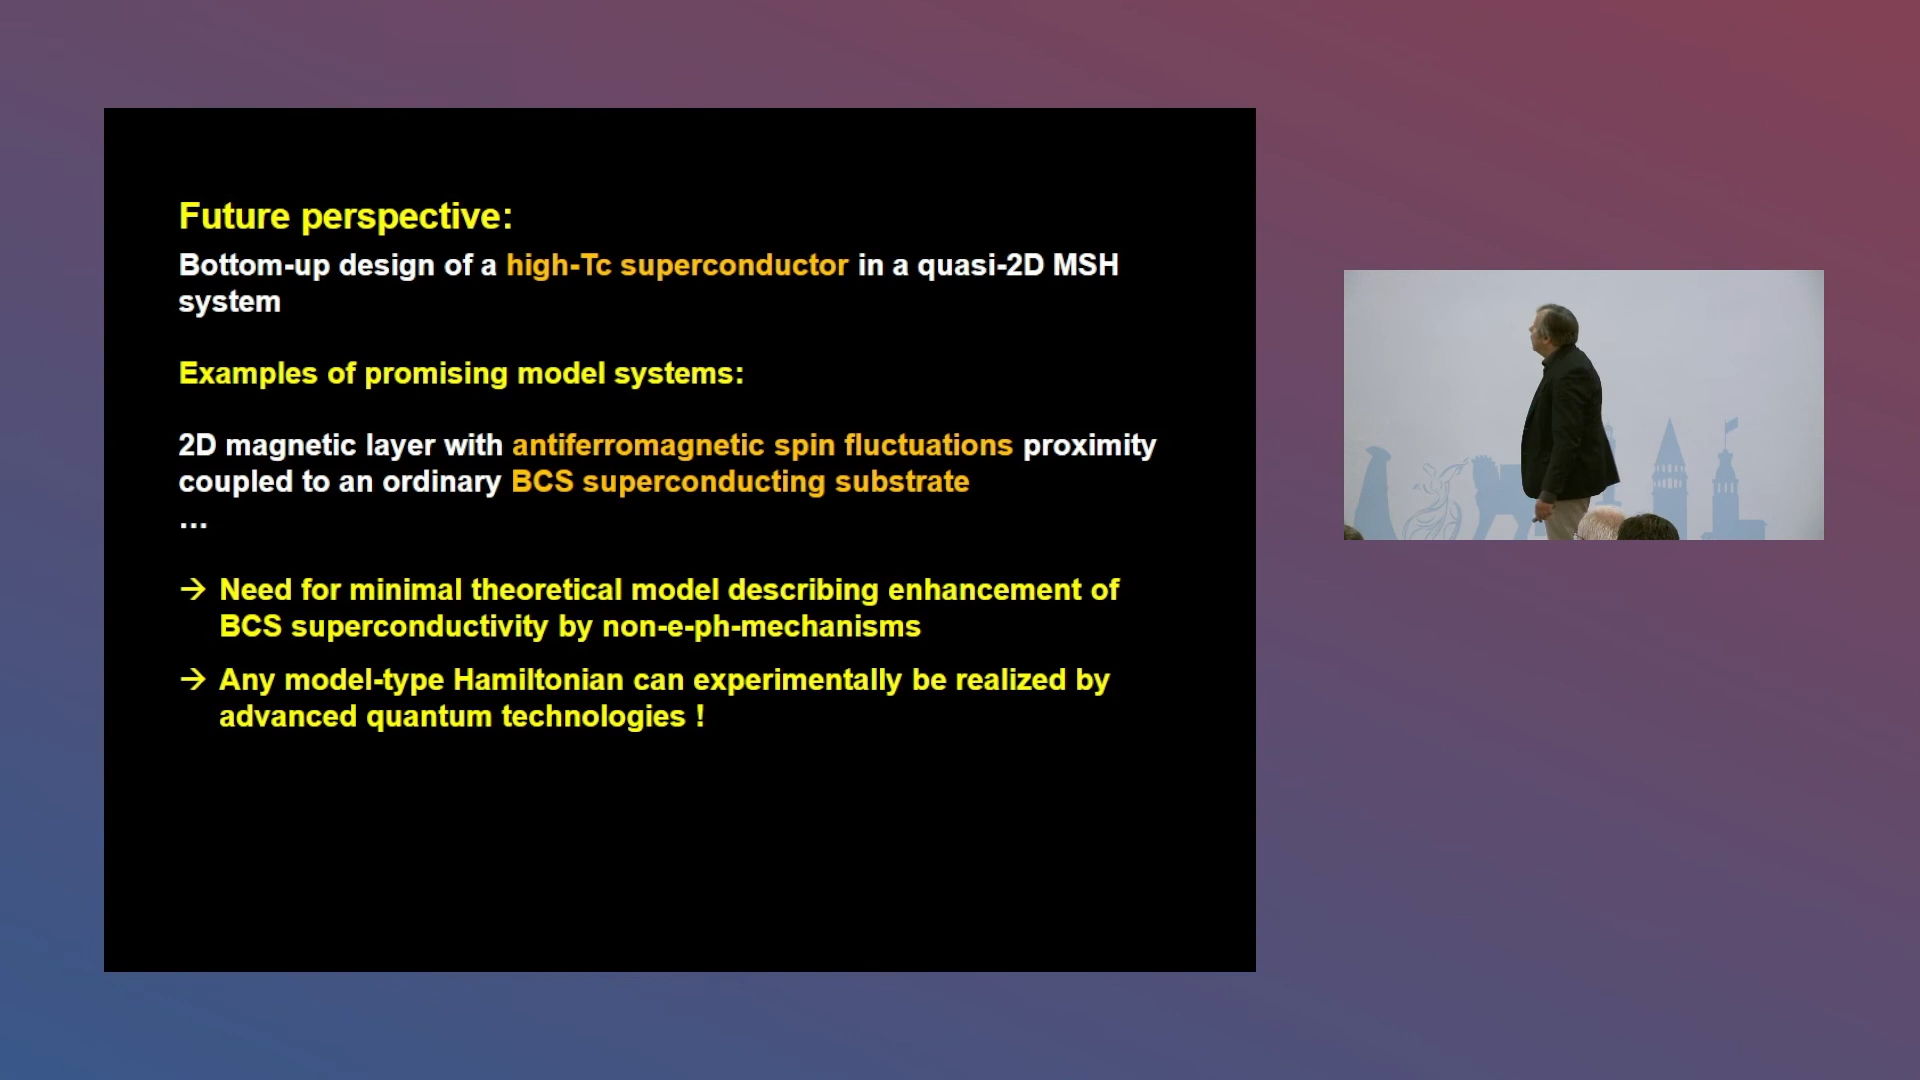 Future perspective:
Bottom-up design of a high-Tc superconductor in a quasi-2D MSH
system
Examples of promising model systems:
2D magnetic layer with antiferromagnetic spin fluctuations proximity
coupled to an ordinary BCS superconducting substrate
...
→ Need for minimal theoretical model describing enhancement of
BCS superconductivity by non-e-ph-mechanisms
→ Any model-type Hamiltonian can experimentally be realized by
advanced quantum technologies !